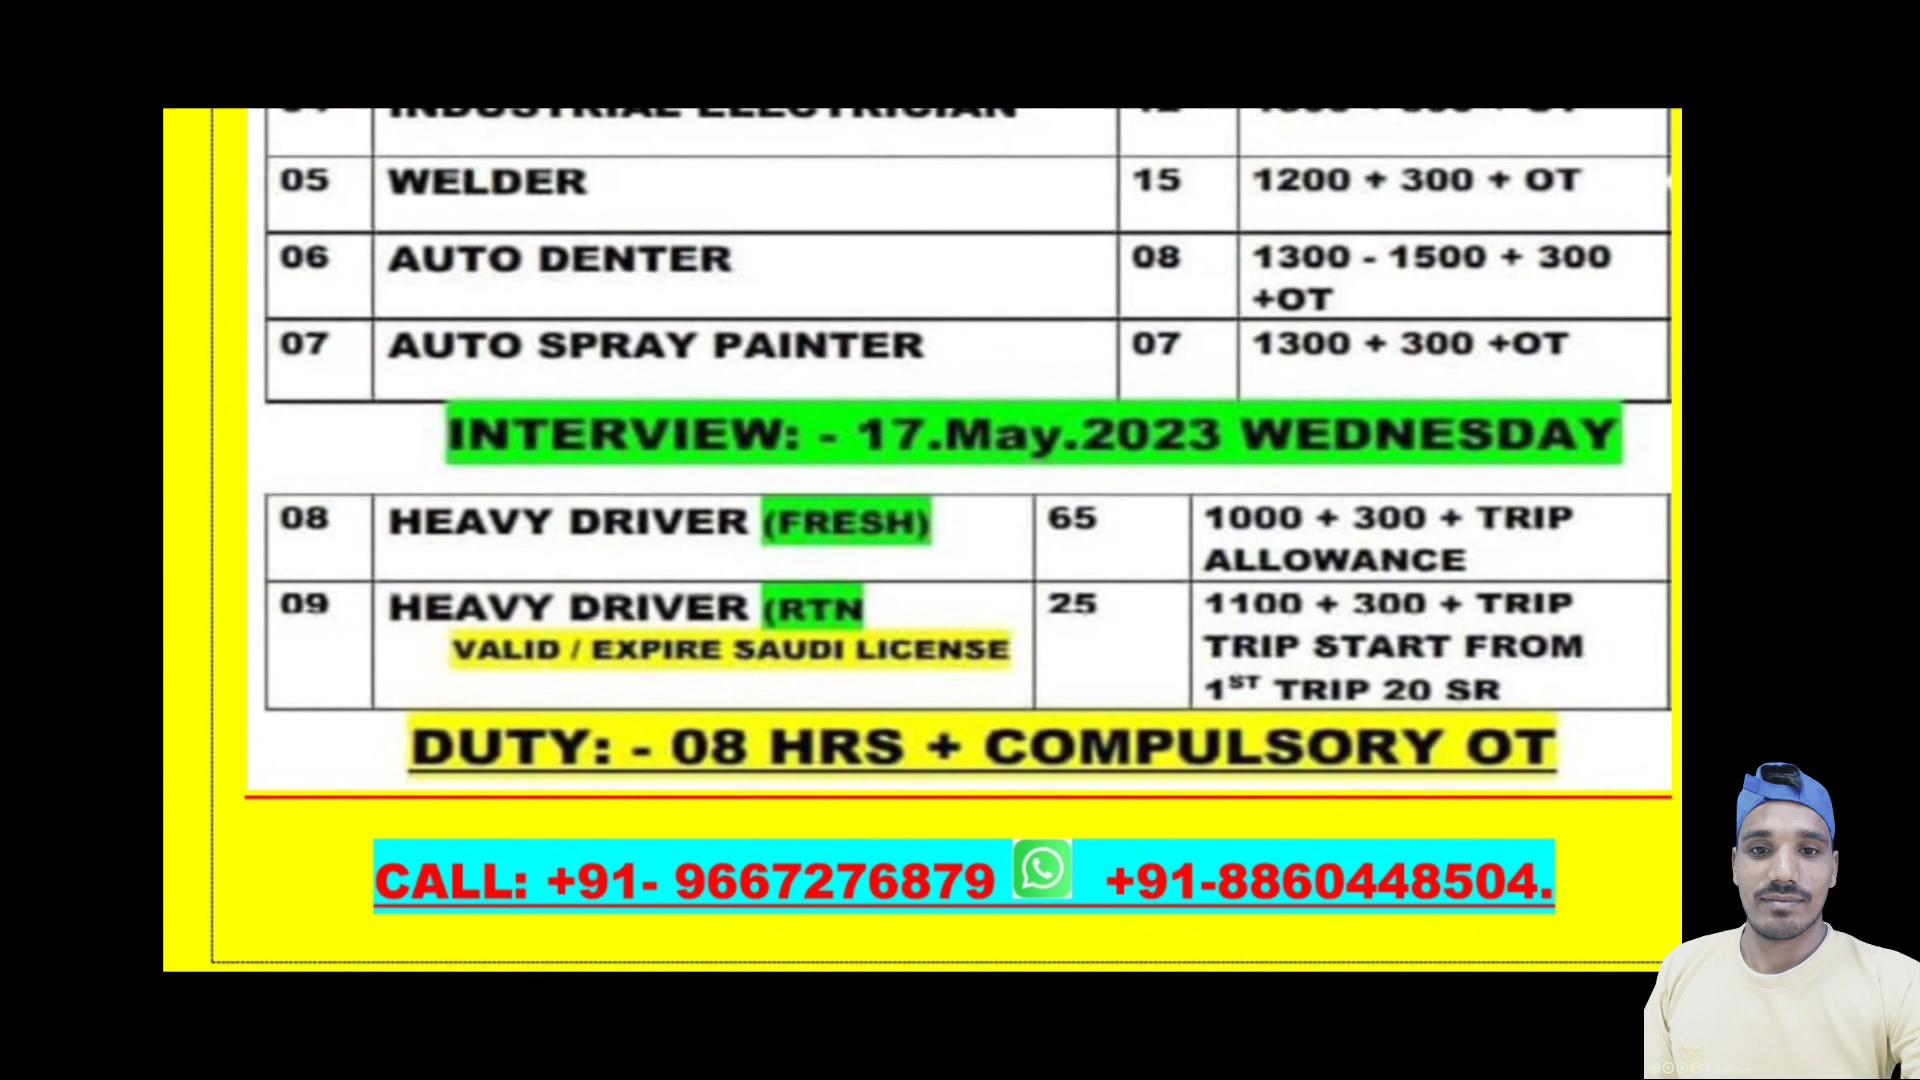 INDUSTRIAL ELECTRICIAN
05 WELDER 15 1200 + 300 + OT
06 AUTO DENTER 08 1300 - 1500 + 300
+OT
07 AUTO SPRAY PAINTER 07 1300 + 300 +OT
INTERVIEW: - 17.May.2023 WEDNESDAY
08 HEAVY DRIVER (FRESH) 65 1000 + 300 + TRIP
ALLOWANCE
09 HEAVY DRIVER (RTN 25 1100 + 300 + TRIP
VALID / EXPIRE SAUDI LICENSE TRIP START FROM
1ST TRIP 20 SR
DUTY: - 08 HRS + COMPULSORY OT
CALL: +91- 9667276879 +91-8860448504.